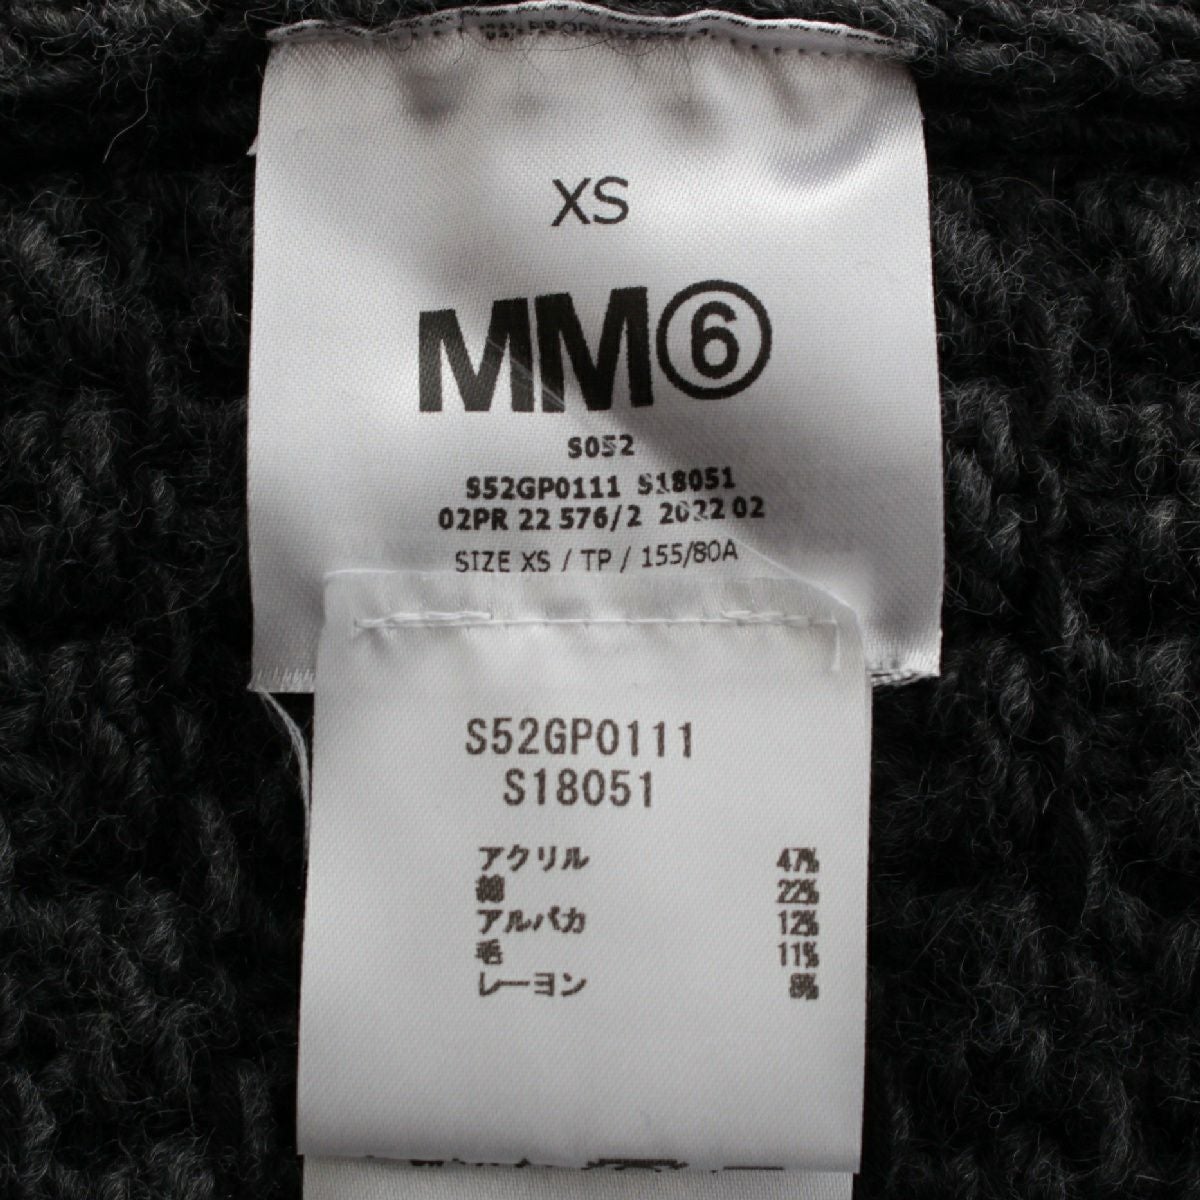 XS
MM⑥
S052
S52GP0111 S18051
02PR 22 576/2 2022 02
SIZE XS / TP / 155/80A
S52GP0111
S18051
アクリル 47%
綿 22%
アルパカ 12%
毛 11%
レーヨン 8%